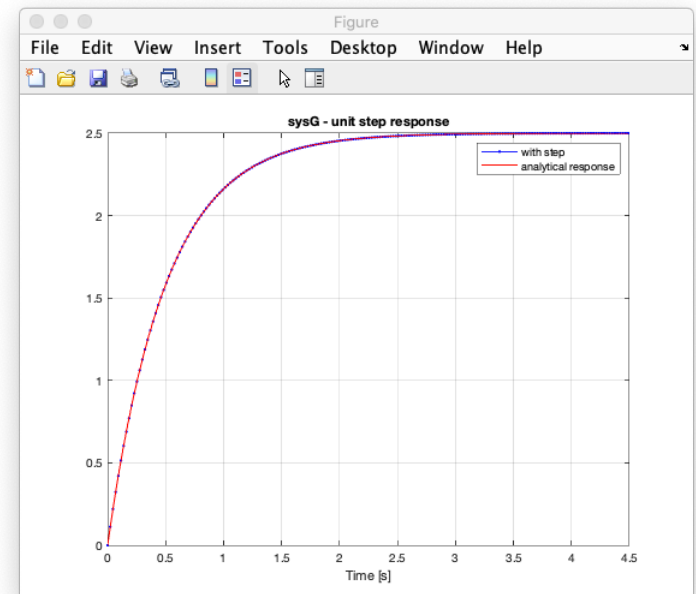 Figure
File Edit View Insert Tools Desktop Window Help
sysG - unit step response
with step
analytical response
2.5
2
1.5
1
0.5
0
0 0.5 1 1.5 2 2.5 3 3.5 4 4.5
Time [s]